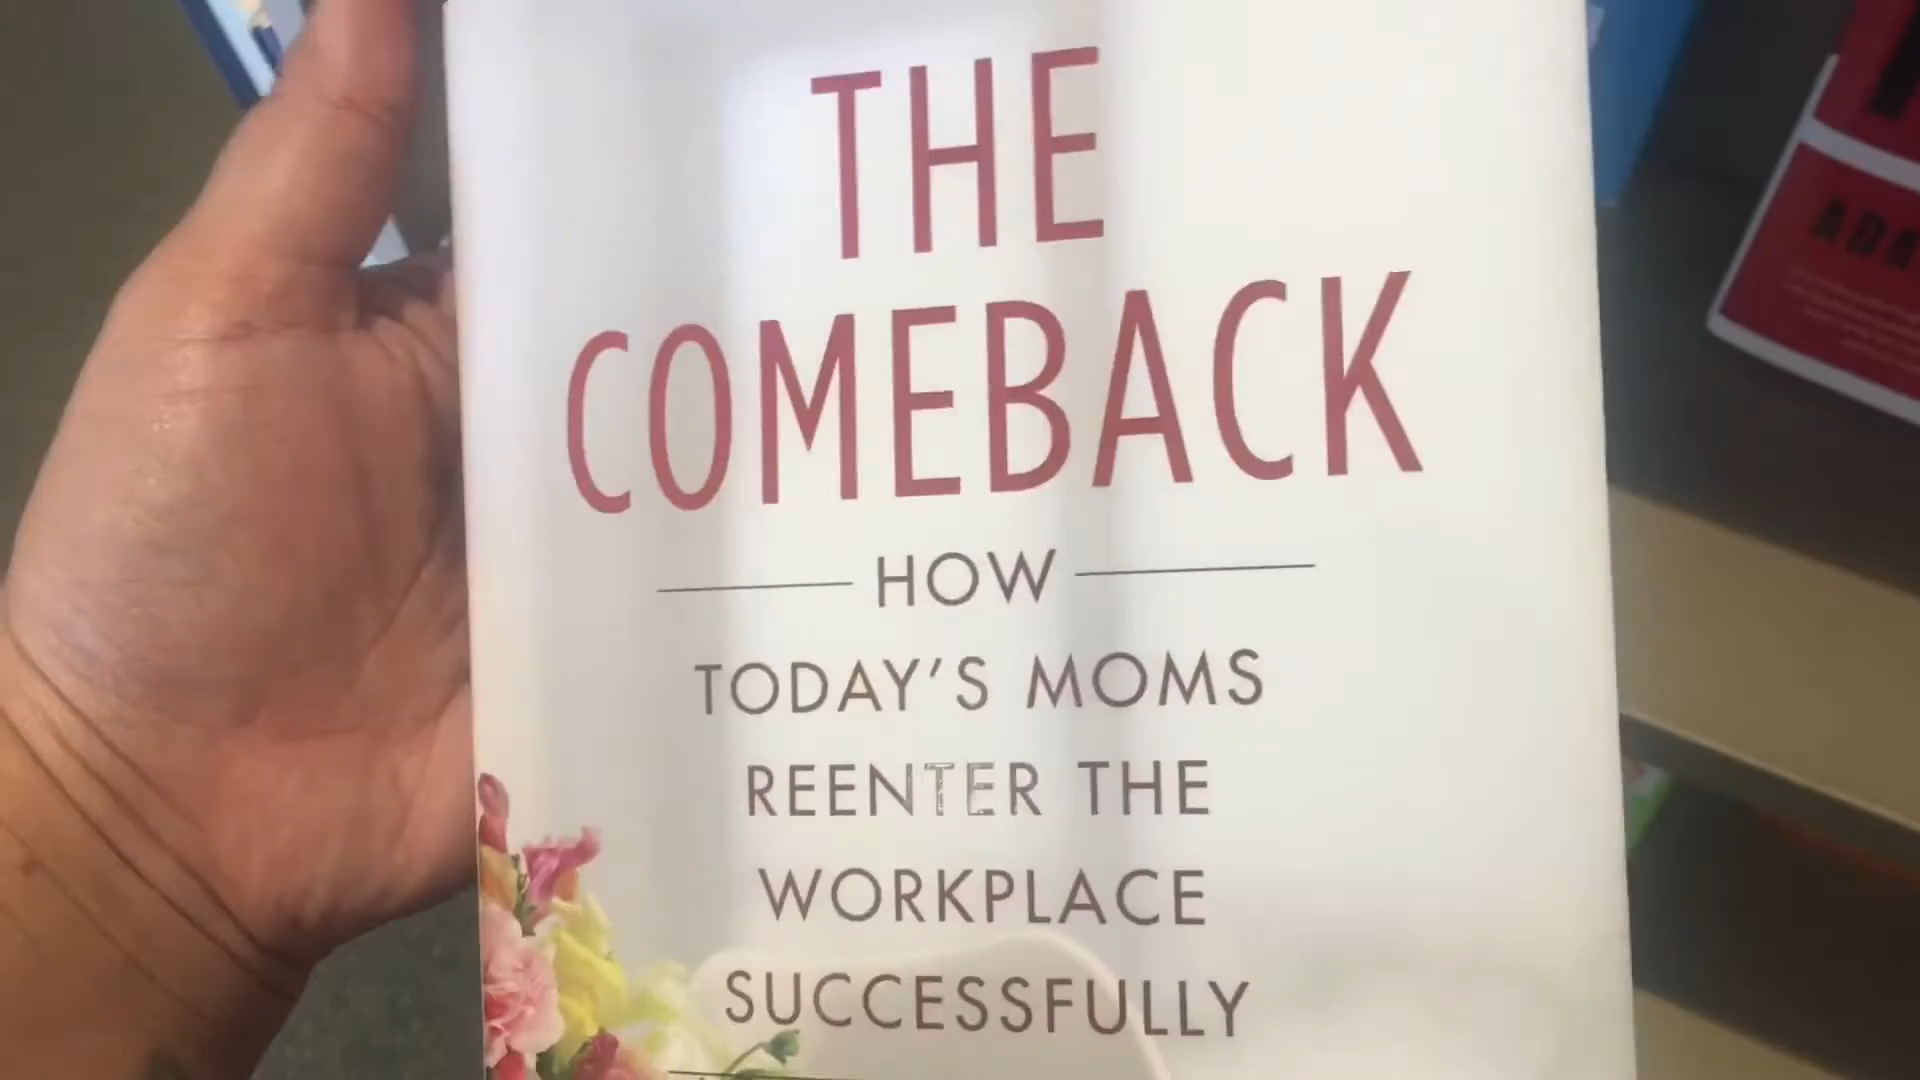 THE
COMEBACK
HOW
TODAY'S MOMS
REENTER THE
WORKPLACE
SUCCESSFULLY